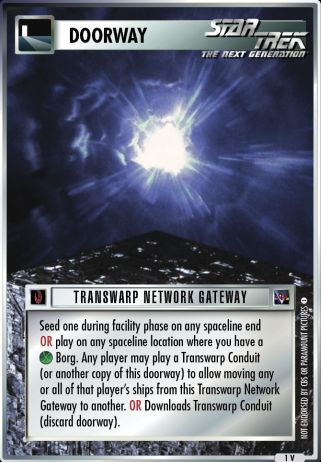 DOORWAY
STAR TREK
THE NEXT GENERATION
TRANSWARP NETWORK GATEWAY
Seed one during facility phase on any spaceline end
OR play on any spaceline location where you have a
Borg. Any player may play a Transwarp Conduit
(or another copy of this doorway) to allow moving any
or all of that player's ships from this Transwarp Network
Gateway to another. OR Downloads Transwarp Conduit
(discard doorway).
NOT ENDORSED BY CBS OR PARAMOUNT PICTURES
1 V